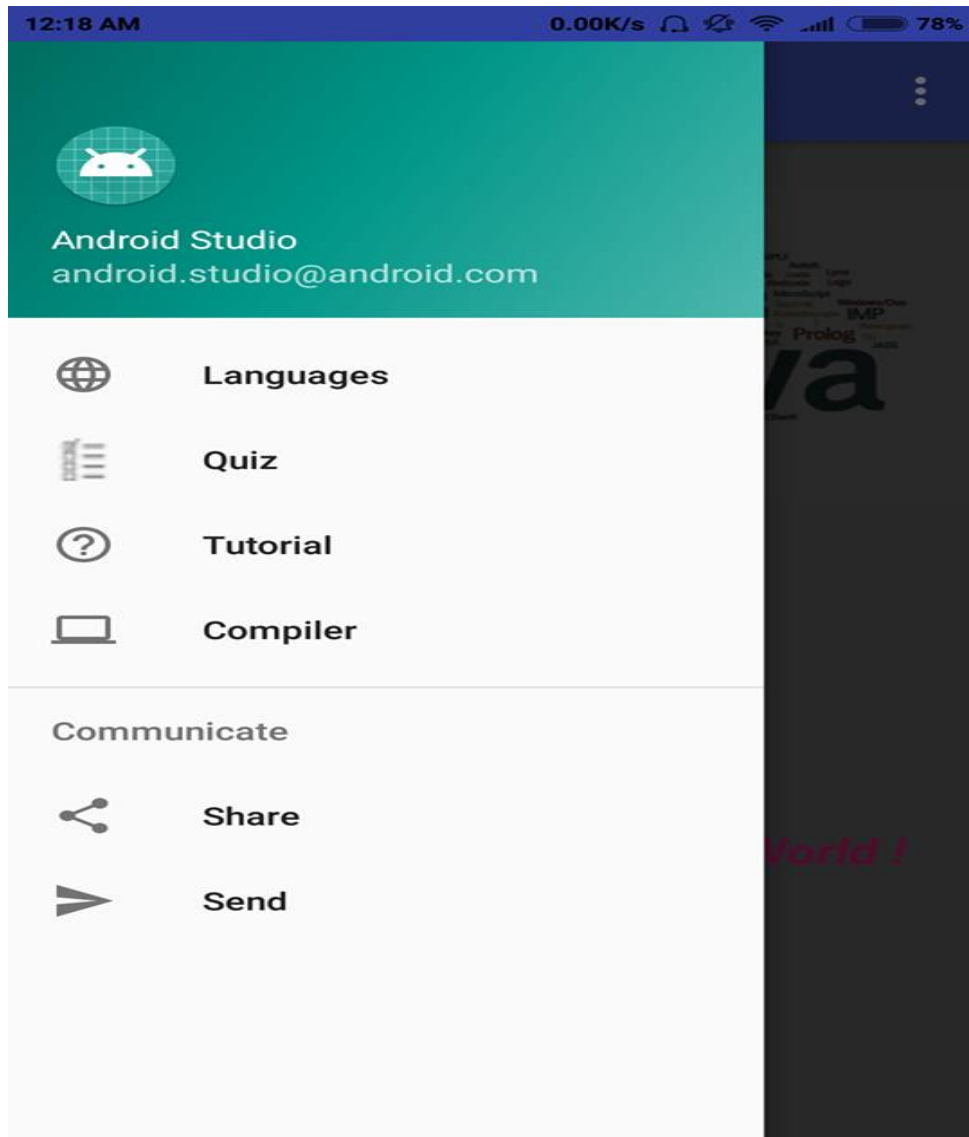 12:18 AM 0.00K/s 78%
Android Studio
android.studio@android.com
Languages
Quiz
Tutorial
Compiler
Communicate
Share
Send
IMP
Prolog
va
World !